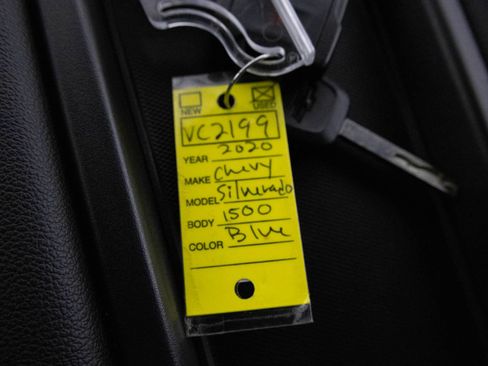 NEW USED
VC2199
YEAR 2020
MAKE Chevy
MODEL Silverado
BODY 1500
COLOR Blue